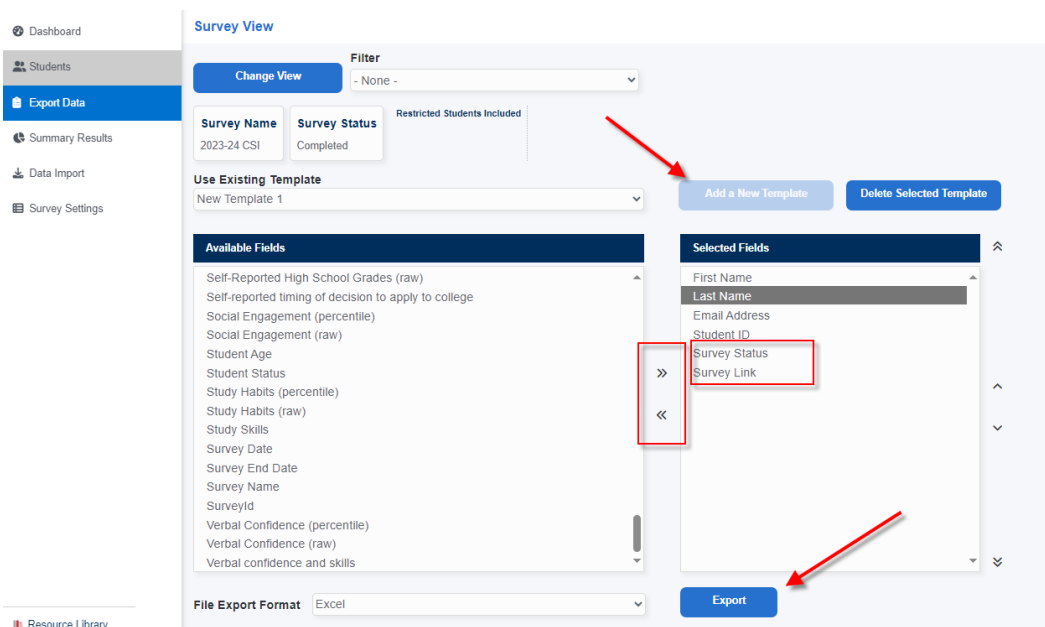 Dashboard
Students
Export Data
Summary Results
Data Import
Survey Settings
Resource Library
Survey View
Filter
Change View
- None -
Survey Name
2023-24 CSI
Survey Status
Completed
Restricted Students Included
Use Existing Template
New Template 1
Add a New Template
Delete Selected Template
Available Fields
Self-Reported High School Grades (raw)
Self-reported timing of decision to apply to college
Social Engagement (percentile)
Social Engagement (raw)
Student Age
Student Status
Study Habits (percentile)
Study Habits (raw)
Study Skills
Survey Date
Survey End Date
Survey Name
SurveyId
Verbal Confidence (percentile)
Verbal Confidence (raw)
Verbal confidence and skills
Selected Fields
First Name
Last Name
Email Address
Student ID
Survey Status
Survey Link
File Export Format
Excel
Export